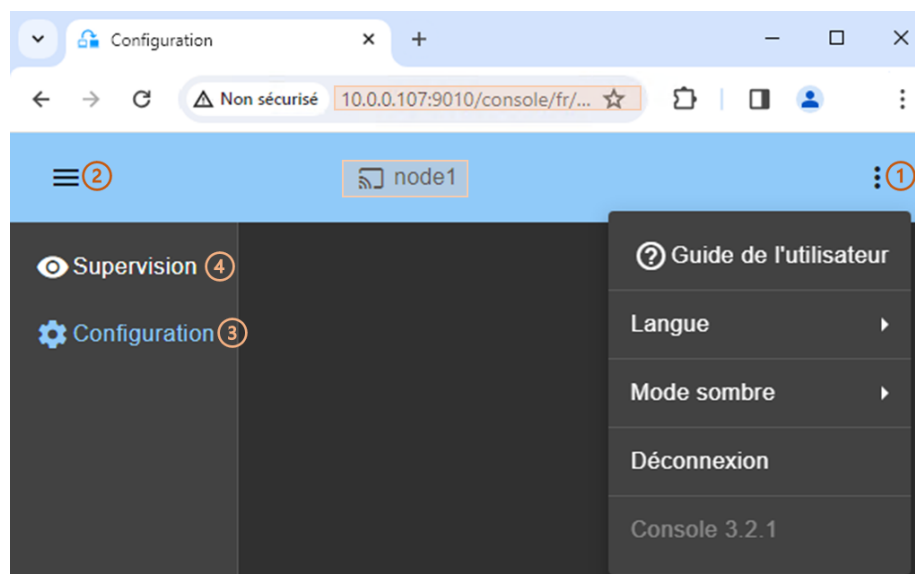 Configuration
Non sécurisé 10.0.0.107:9010/console/fr/...
2 node1 1
Supervision 4
Configuration 3
Guide de l'utilisateur
Langue
Mode sombre
Déconnexion
Console 3.2.1